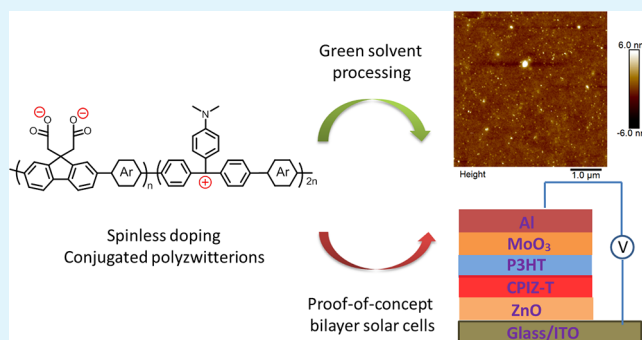 Green solvent
processing
6.0 nm
-6.0 nm
Height
1.0 µm
O
⊖
O
O
⊖
O
N
Ar
n
⊕
Ar
2n
Spinless doping
Conjugated polyzwitterions
Proof-of-concept
bilayer solar cells
Al
MoO₃
P3HT
CPIZ-T
ZnO
Glass/ITO
V